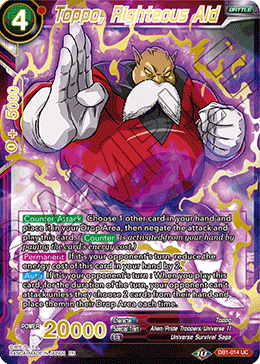 Toppo, Righteous Aid
BATTLE
4
0+ 5000
Counter Attack Choose 1 other card in your hand and
place it in your Drop Area, then negate the attack and
play this card. (Counter is activated from your hand by
paying the card's energy cost.)
Permanent If it's your opponent's turn, reduce the
energy cost of this card in your hand by 2.
Auto If it's your opponent's turn : When you play this
card, for the duration of the turn, your opponent can't
attack unless they choose 2 cards from their hand and
place them in their Drop Area each time.
POWER 20000
Character Toppo
Special Trait Alien/Pride Troopers/Universe 11
Era Universe Survival Saga
DB1-014 UC